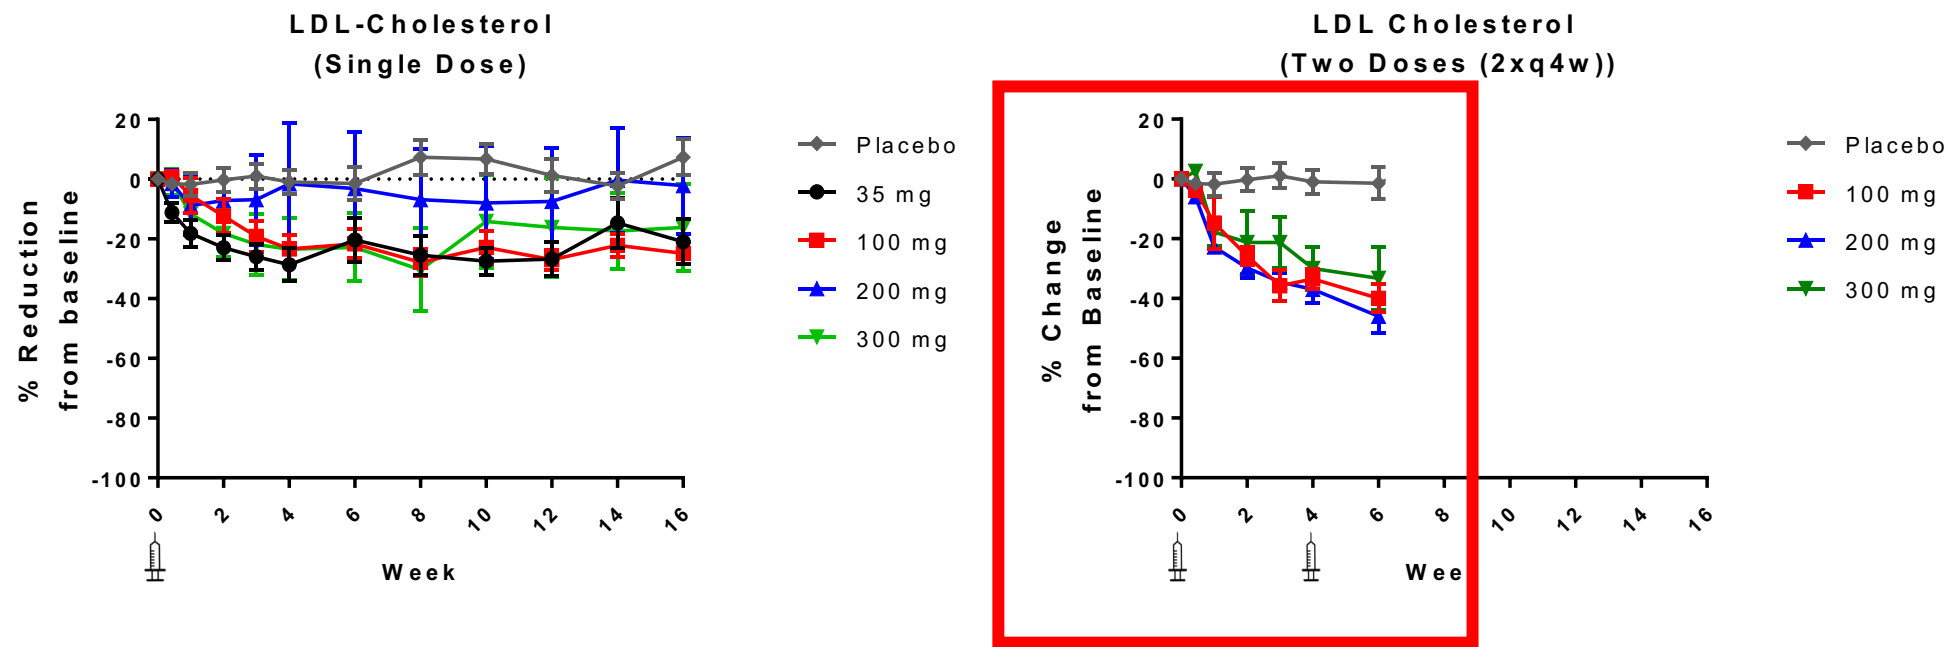 LDL-Cholesterol
(Single Dose)
% Reduction
from baseline
20
0
-20
-40
-60
-80
-100
0 2 4 6 8 10 12 14 16
Week
Placebo
35 mg
100 mg
200 mg
300 mg
LDL Cholesterol
(Two Doses (2xq4w))
% Change
from Baseline
20
0
-20
-40
-60
-80
-100
0 2 4 6 8 10 12 14 16
Wee
Placebo
100 mg
200 mg
300 mg